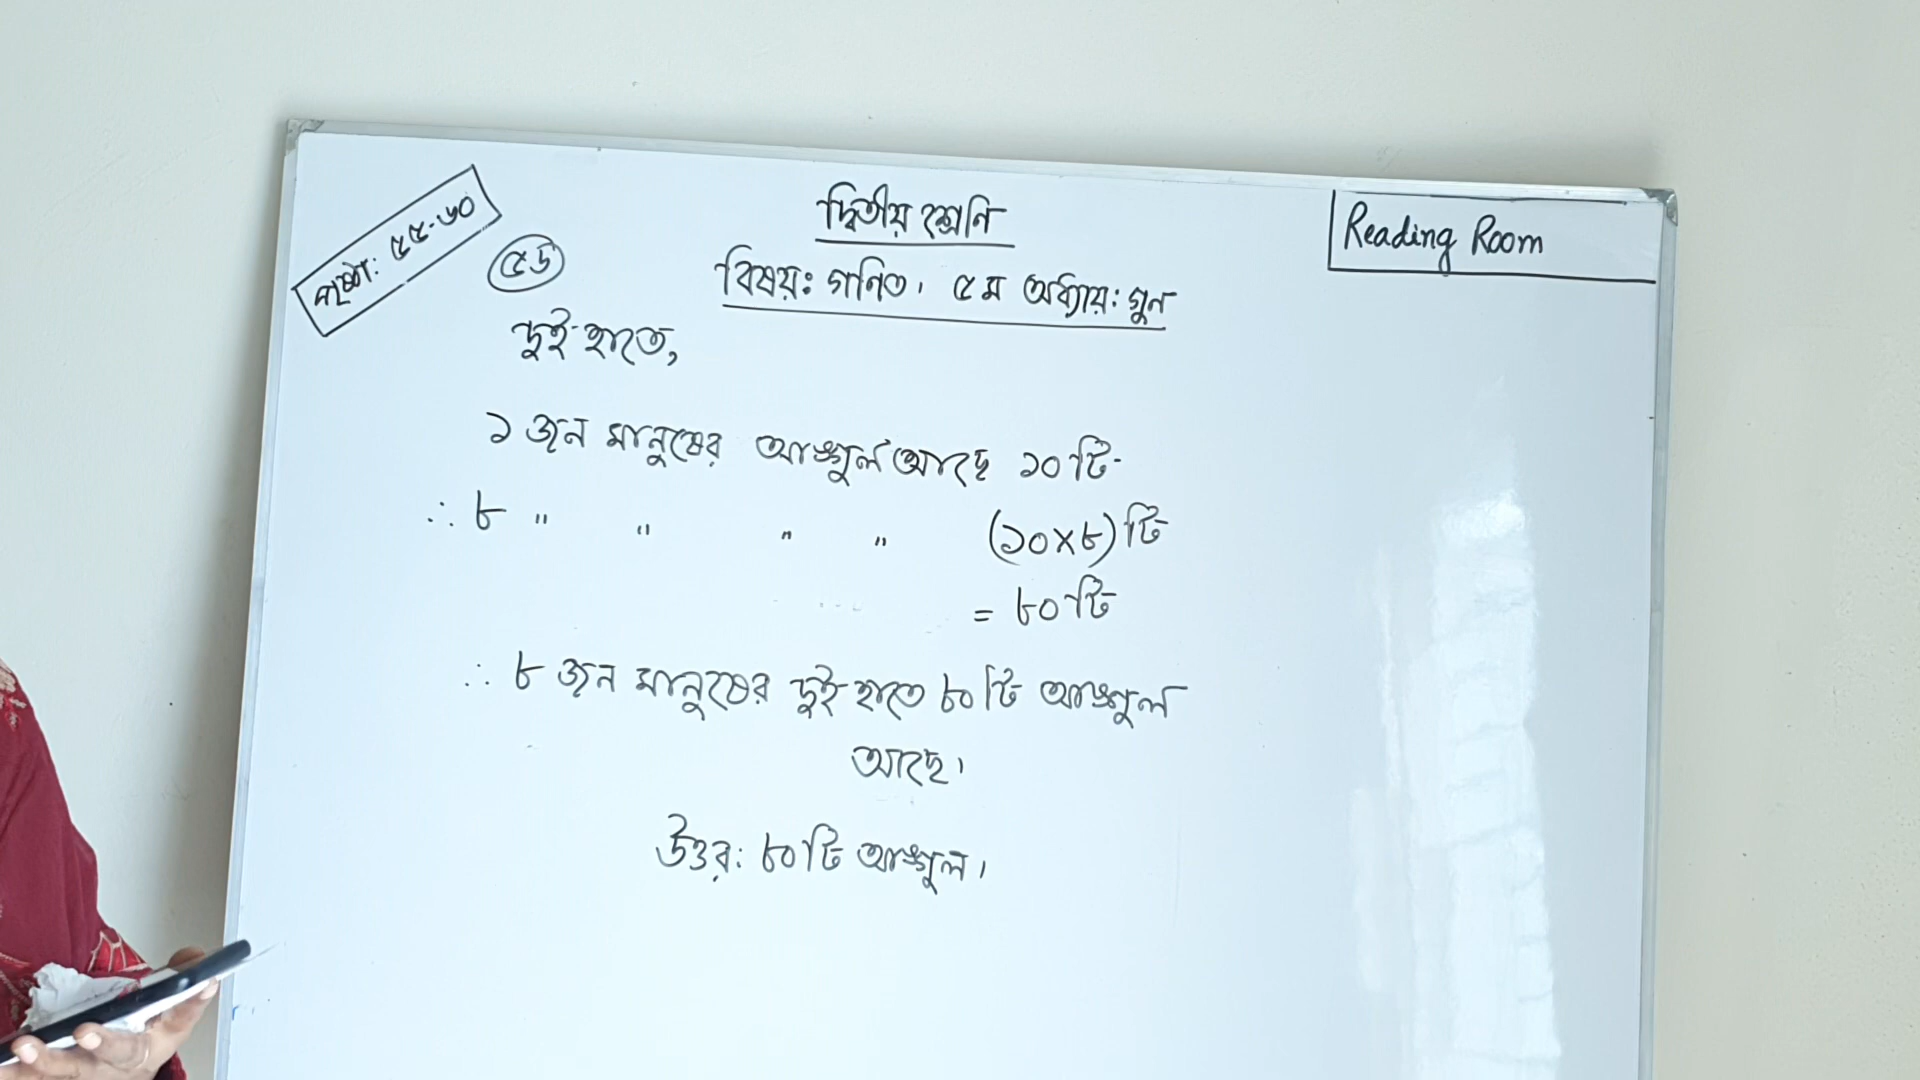 পৃষ্ঠা: ৫৫-৬০
দ্বিতীয় শ্রেনি
Reading Room
৫৬
বিষয়: গনিত। ৫ম অধ্যায়: গুন
দুই হাতে,
১ জন মানুষের আঙ্গুল আছে ১০টি
∴ ৮ " " " " (১০×৮)টি
= ৮০টি
∴ ৮ জন মানুষের দুই হাতে ৮০টি আঙ্গুল
আছে।
উত্তর: ৮০টি আঙ্গুল।